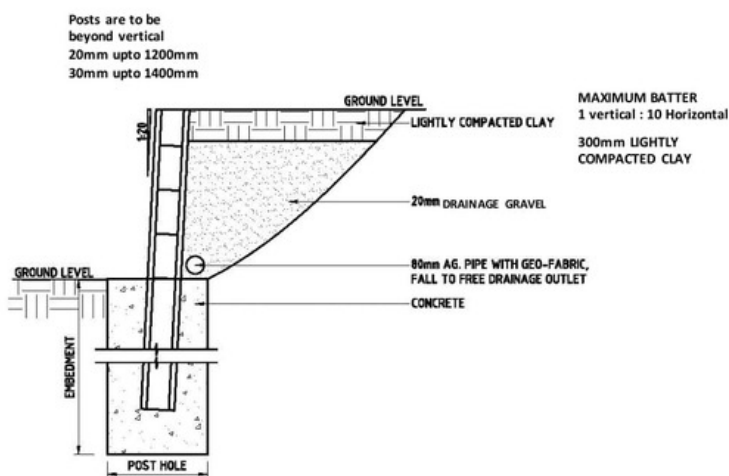 Posts are to be
beyond vertical
20mm upto 1200mm
30mm upto 1400mm
GROUND LEVEL
LIGHTLY COMPACTED CLAY
MAXIMUM BATTER
1 vertical : 10 Horizontal
300mm LIGHTLY
COMPACTED CLAY
1:20
20mm DRAINAGE GRAVEL
80mm AG. PIPE WITH GEO-FABRIC,
FALL TO FREE DRAINAGE OUTLET
GROUND LEVEL
CONCRETE
EMBEDMENT
POST HOLE